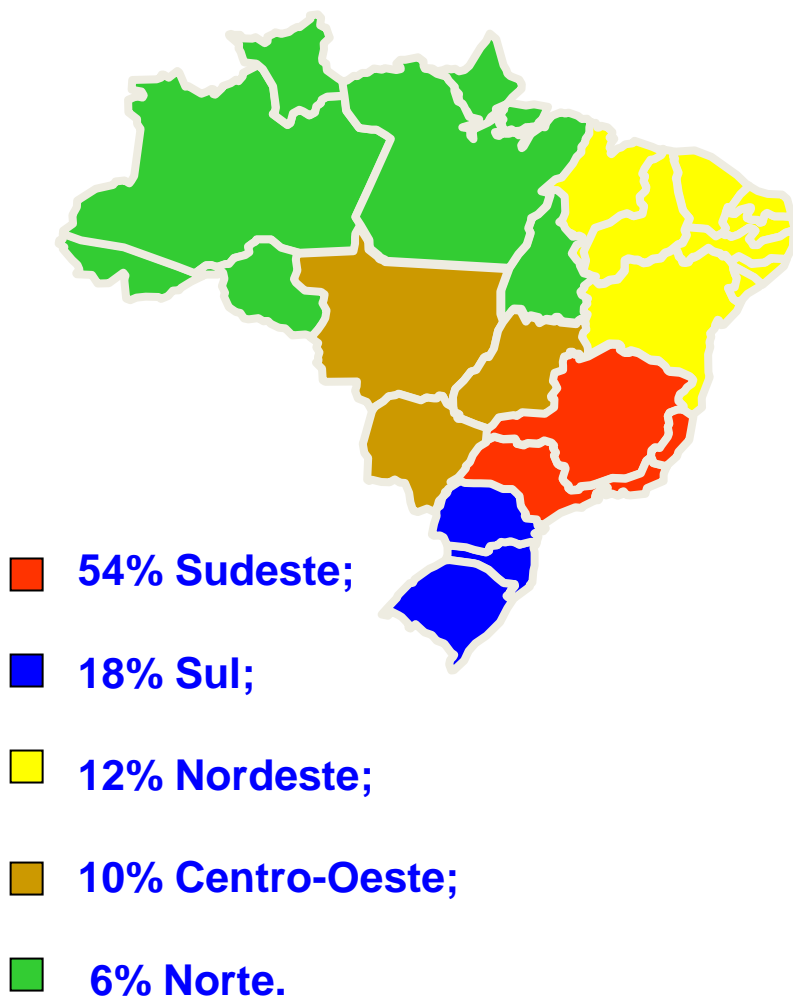 54% Sudeste;
18% Sul;
12% Nordeste;
10% Centro-Oeste;
6% Norte.